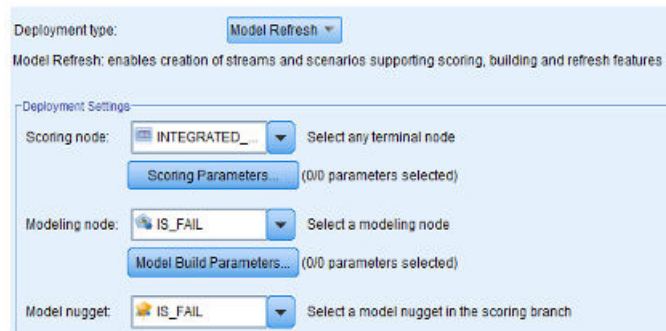 Deployment type: Model Refresh
Model Refresh: enables creation of streams and scenarios supporting scoring, building and refresh features
Deployment Settings
Scoring node: INTEGRATED_... Select any terminal node
Scoring Parameters... (0/0 parameters selected)
Modeling node: IS_FAIL Select a modeling node
Model Build Parameters... (0/0 parameters selected)
Model nugget: IS_FAIL Select a model nugget in the scoring branch